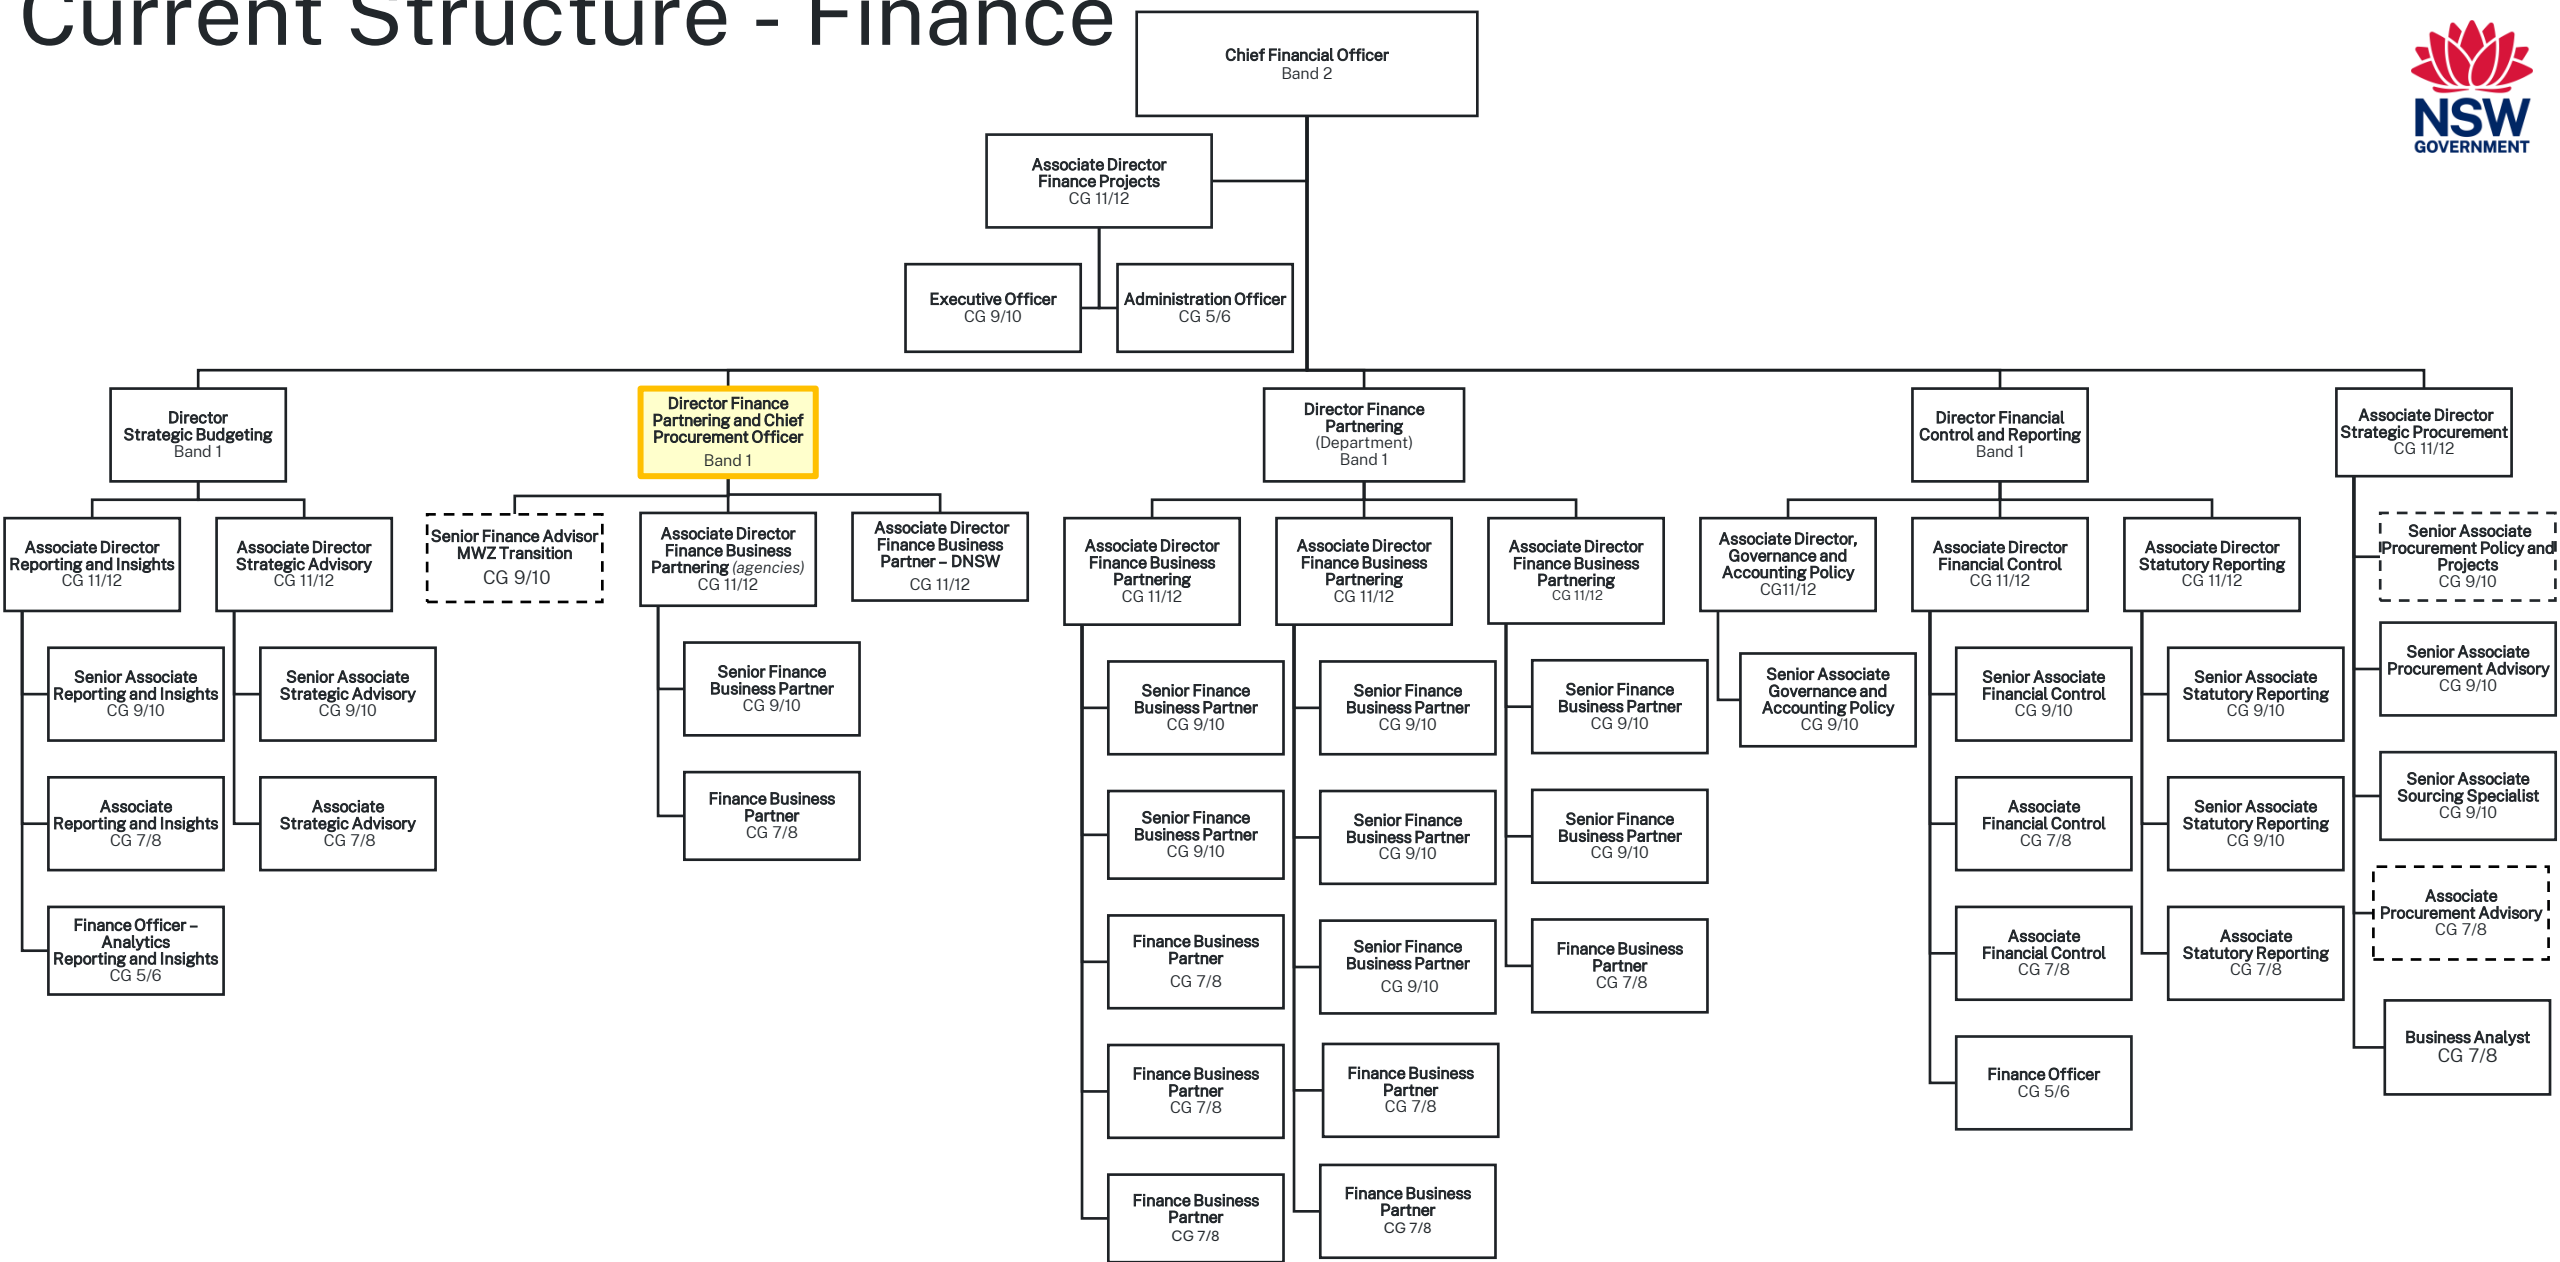 Current Structure - Finance
Chief Financial Officer
Band 2
NSW
GOVERNMENT
Associate Director
Finance Projects
CG 11/12
Executive Officer
CG 9/10
Administration Officer
CG 5/6
Director
Strategic Budgeting
Band 1
Director Finance
Partnering and Chief
Procurement Officer
Band 1
Director Finance
Partnering
(Department)
Band 1
Director Financial
Control and Reporting
Band 1
Associate Director
Strategic Procurement
CG 11/12
Associate Director
Reporting and Insights
CG 11/12
Associate Director
Strategic Advisory
CG 11/12
Senior Finance Advisor
MWZ Transition
CG 9/10
Associate Director
Finance Business
Partnering (agencies)
CG 11/12
Associate Director
Finance Business
Partner – DNSW
CG 11/12
Associate Director
Finance Business
Partnering
CG 11/12
Associate Director
Finance Business
Partnering
CG 11/12
Associate Director
Finance Business
Partnering
CG 11/12
Associate Director,
Governance and
Accounting Policy
CG11/12
Associate Director
Financial Control
CG 11/12
Associate Director
Statutory Reporting
CG 11/12
Senior Associate
Procurement Policy and
Projects
CG 9/10
Senior Associate
Reporting and Insights
CG 9/10
Associate
Reporting and Insights
CG 7/8
Finance Officer –
Analytics
Reporting and Insights
CG 5/6
Senior Associate
Strategic Advisory
CG 9/10
Associate
Strategic Advisory
CG 7/8
Senior Finance
Business Partner
CG 9/10
Finance Business
Partner
CG 7/8
Senior Finance
Business Partner
CG 9/10
Senior Finance
Business Partner
CG 9/10
Finance Business
Partner
CG 7/8
Finance Business
Partner
CG 7/8
Finance Business
Partner
CG 7/8
Senior Finance
Business Partner
CG 9/10
Senior Finance
Business Partner
CG 9/10
Senior Finance
Business Partner
CG 9/10
Finance Business
Partner
CG 7/8
Finance Business
Partner
CG 7/8
Senior Finance
Business Partner
CG 9/10
Senior Finance
Business Partner
CG 9/10
Finance Business
Partner
CG 7/8
Senior Associate
Governance and
Accounting Policy
CG 9/10
Senior Associate
Financial Control
CG 9/10
Associate
Financial Control
CG 7/8
Associate
Financial Control
CG 7/8
Finance Officer
CG 5/6
Senior Associate
Statutory Reporting
CG 9/10
Senior Associate
Statutory Reporting
CG 9/10
Associate
Statutory Reporting
CG 7/8
Senior Associate
Procurement Advisory
CG 9/10
Senior Associate
Sourcing Specialist
CG 9/10
Associate
Procurement Advisory
CG 7/8
Business Analyst
CG 7/8